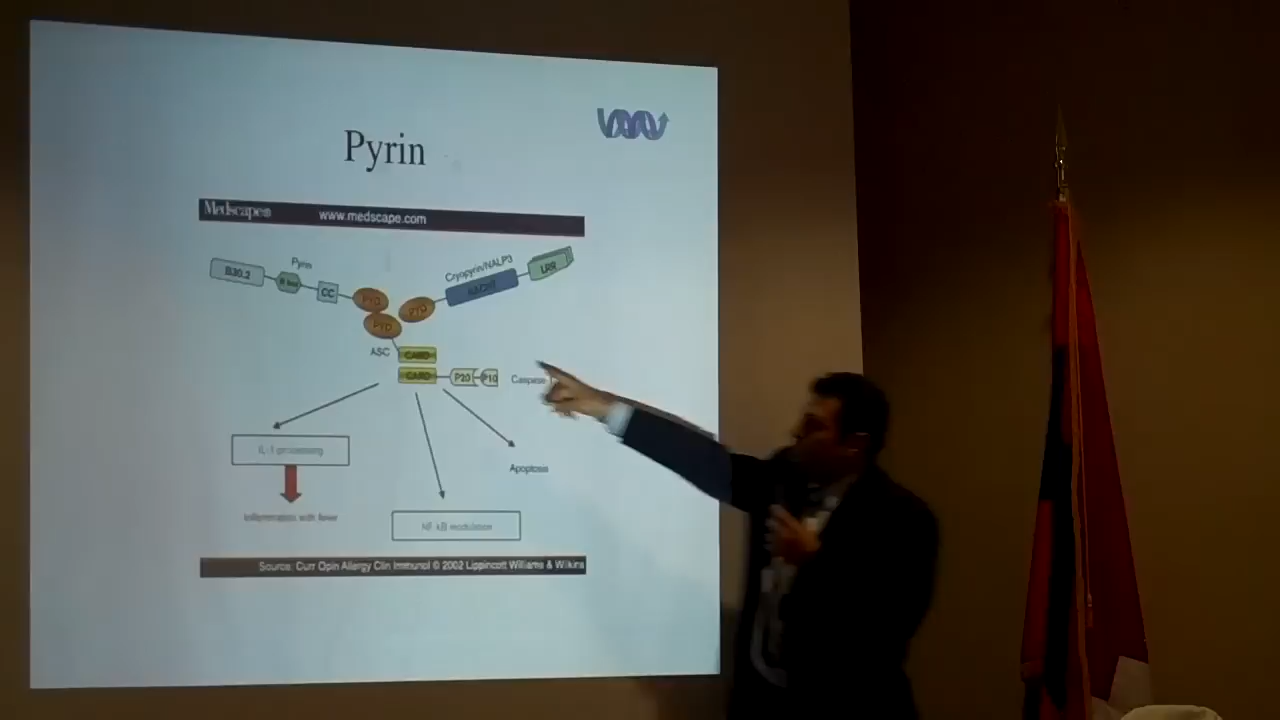 Pyrin
Medscape® www.medscape.com
Pyrin
Cryopyrin/NALP3
B30.2
CC
PYD
PYD
PYD
LRR
ASC
CARD
CARD
P20
P10
Caspase
IL-1 processing
Apoptosis
Inflammation with fever
NF kB modulation
Source: Curr Opin Allergy Clin Immunol © 2002 Lippincott Williams & Wilkins